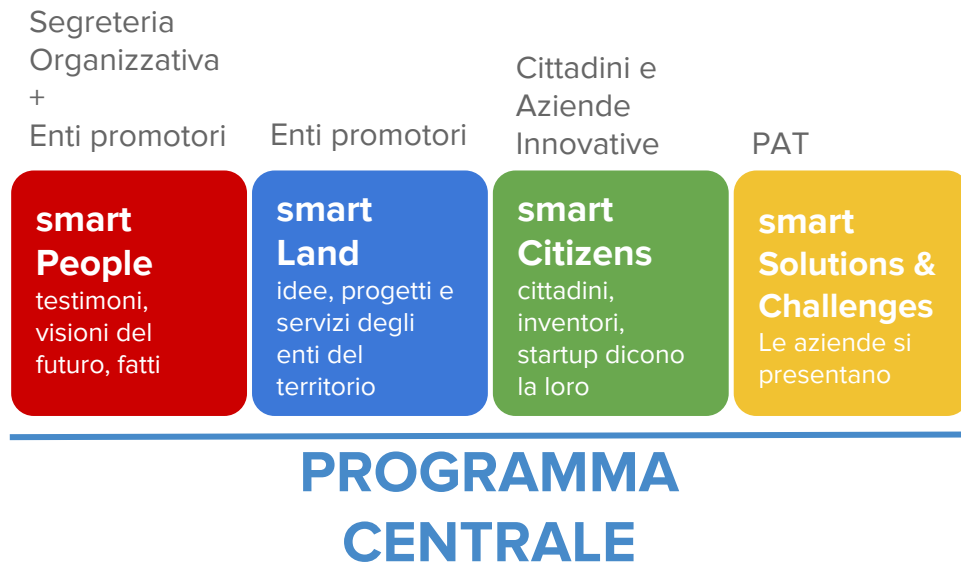 Segreteria
Organizzativa
+
Enti promotori
Enti promotori
Cittadini e
Aziende
Innovative
PAT
smart
People
testimoni,
visioni del
futuro, fatti
smart
Land
idee, progetti e
servizi degli
enti del
territorio
smart
Citizens
cittadini,
inventori,
startup dicono
la loro
smart
Solutions &
Challenges
Le aziende si
presentano
PROGRAMMA
CENTRALE